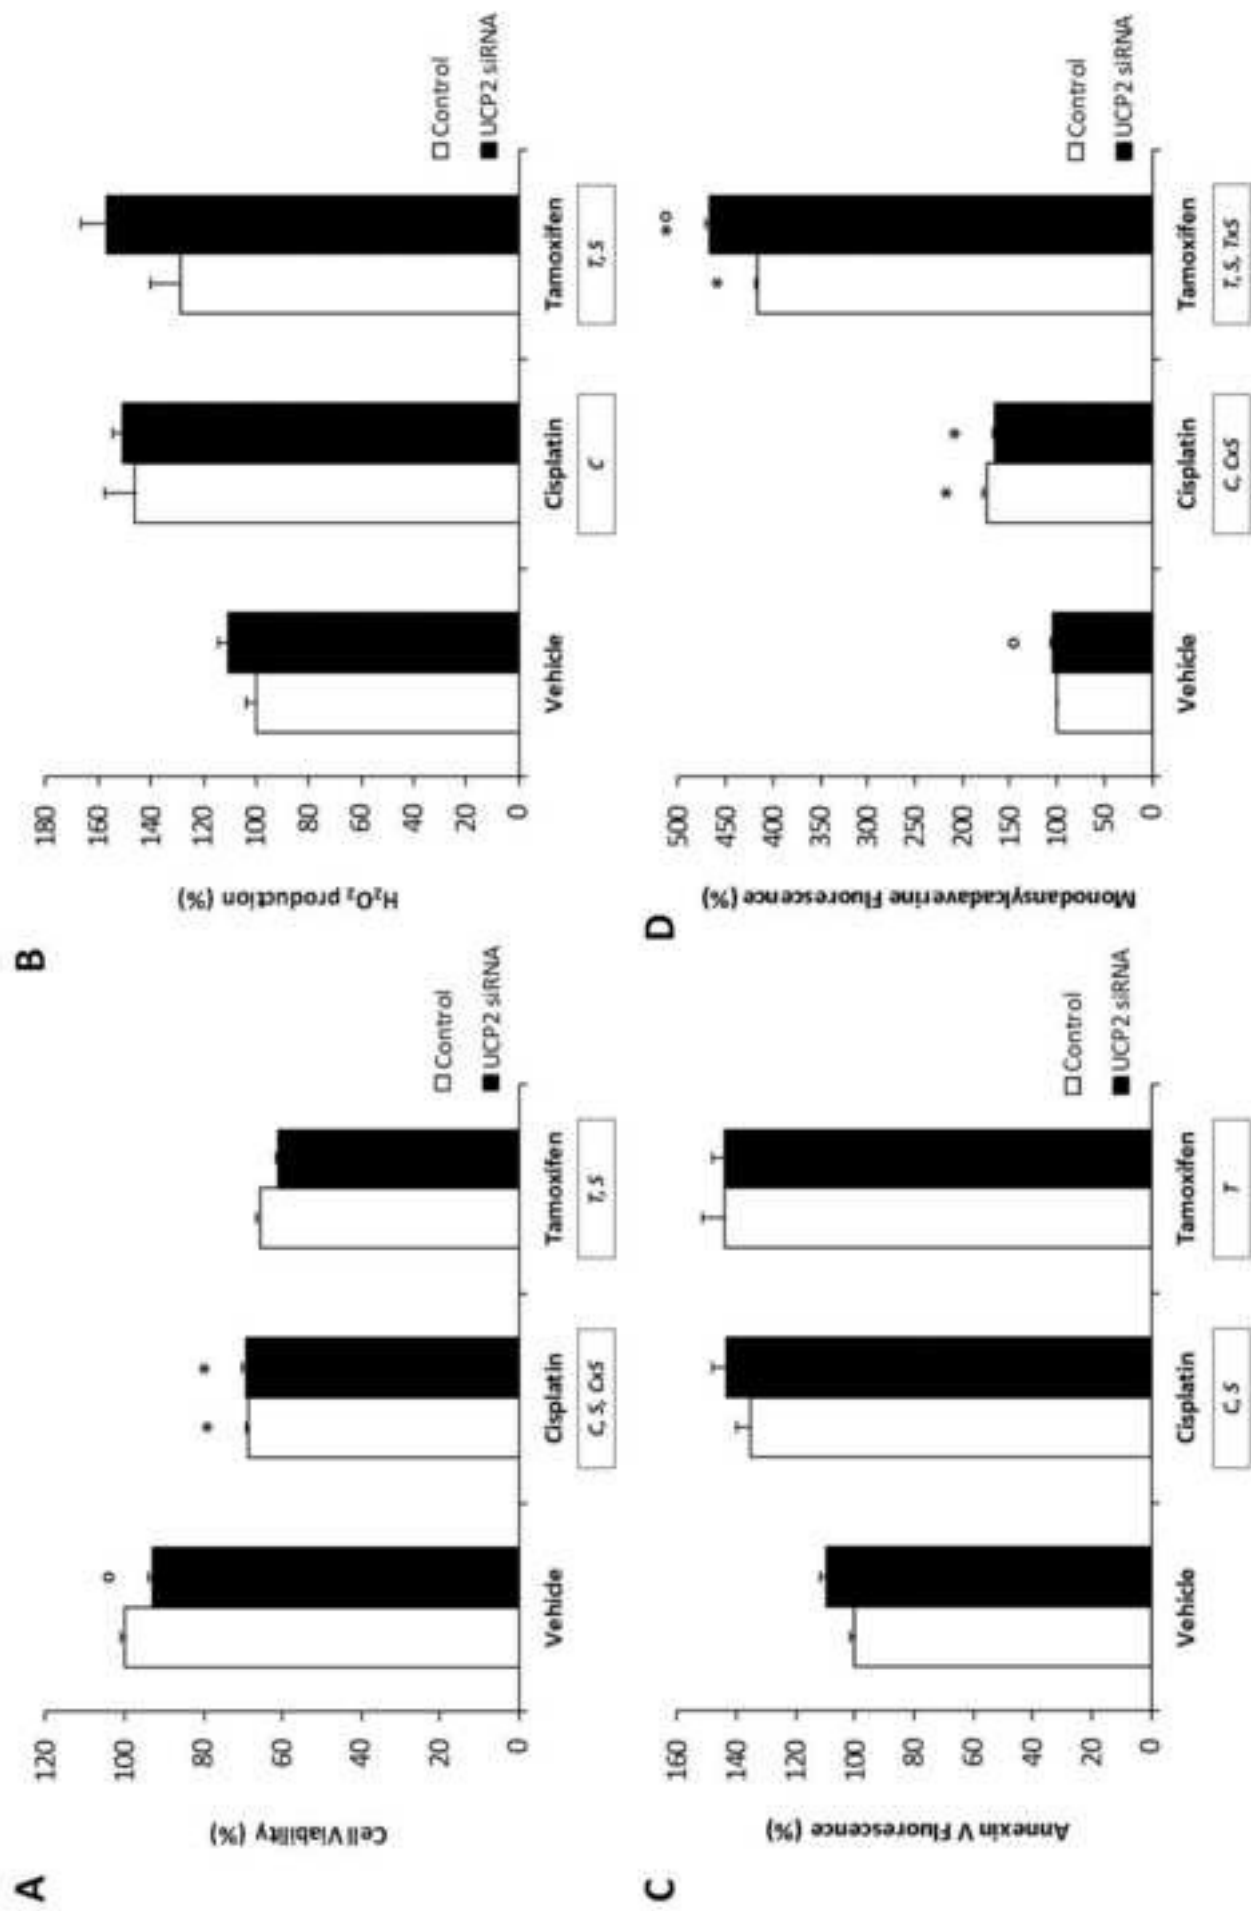 A
Cell Viability (%)
120
100
80
60
40
20
0
o
*
*
Vehicle
Cisplatin
Tamoxifen
C, S, CxS
T, S
Control
UCP2 siRNA
B
H₂O₂ production (%)
180
160
140
120
100
80
60
40
20
0
Vehicle
Cisplatin
Tamoxifen
C
T, S
Control
UCP2 siRNA
C
Annexin V Fluorescence (%)
160
140
120
100
80
60
40
20
0
Vehicle
Cisplatin
Tamoxifen
C, S
T
Control
UCP2 siRNA
D
Monodansylcadaverine Fluorescence (%)
500
450
400
350
300
250
200
150
100
50
0
o
*
*
*
*o
Vehicle
Cisplatin
Tamoxifen
C, CxS
T, S, TxS
Control
UCP2 siRNA